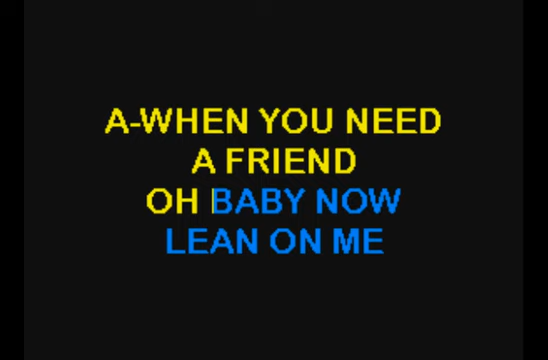 A-WHEN YOU NEED
A FRIEND
OH BABY NOW
LEAN ON ME